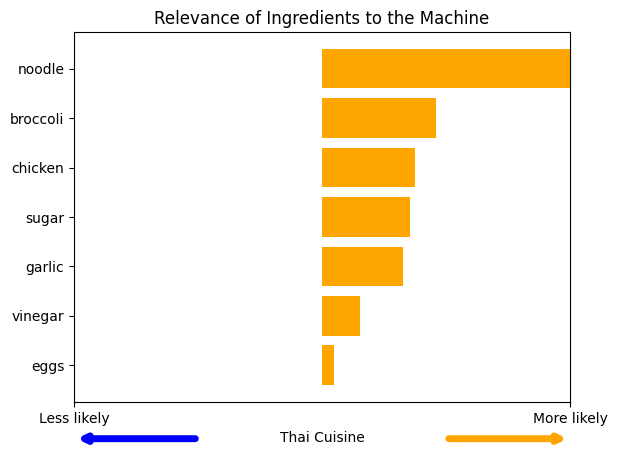 Relevance of Ingredients to the Machine
noodle
broccoli
chicken
sugar
garlic
vinegar
eggs
Less likely
More likely
Thai Cuisine